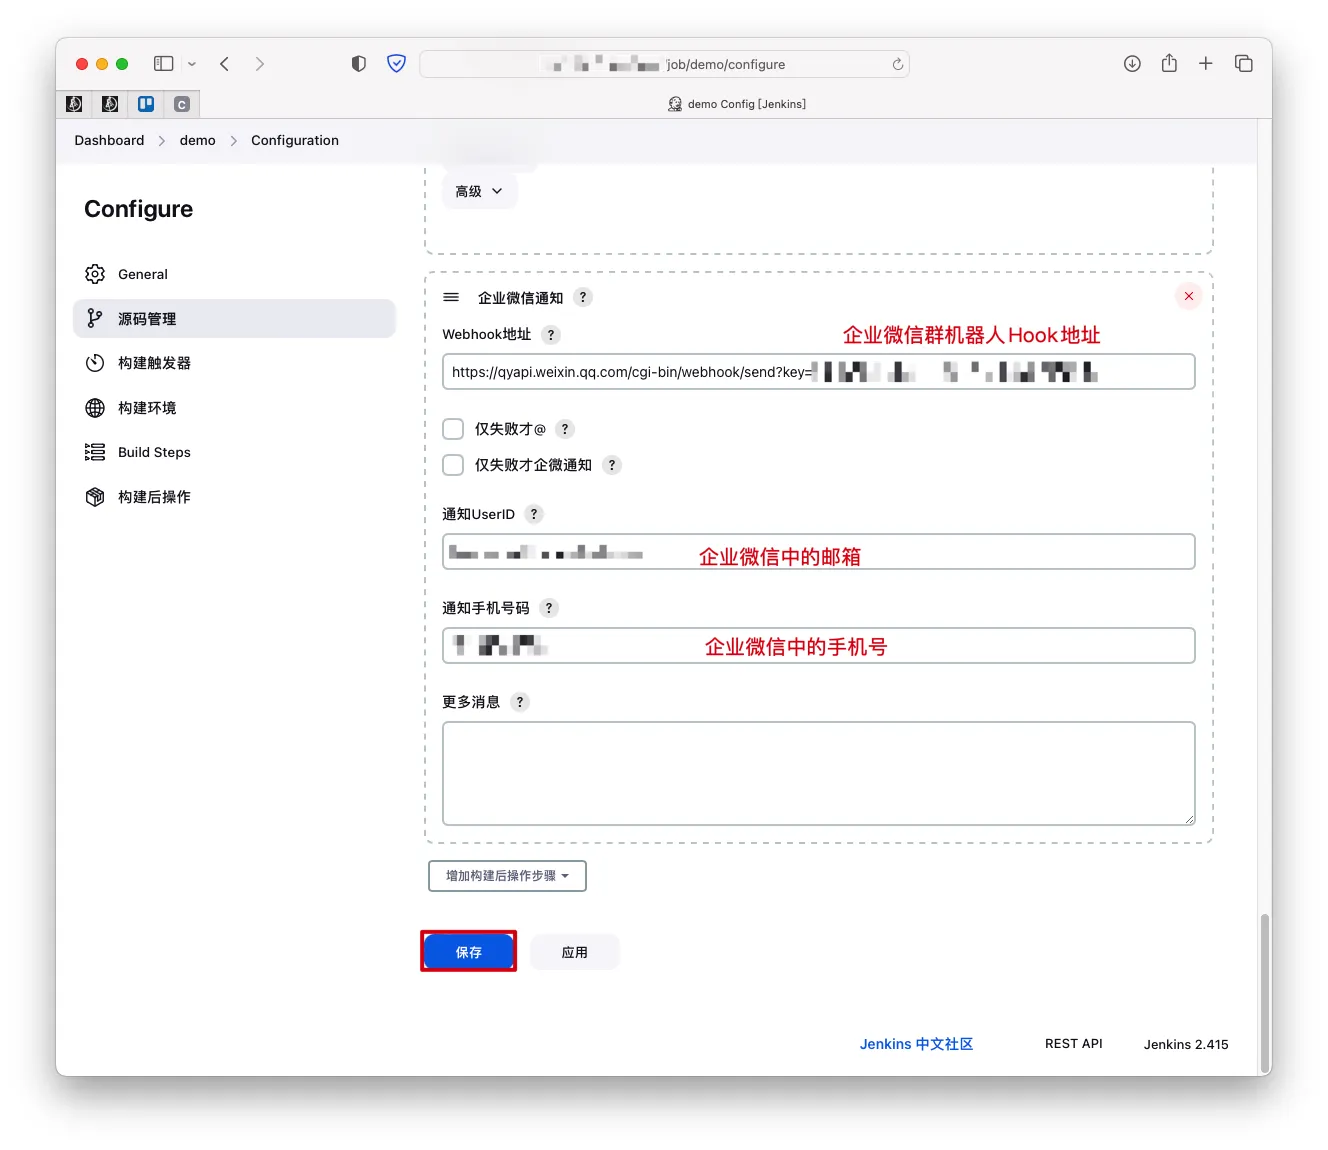 /job/demo/configure
C
demo Config [Jenkins]
Dashboard
demo
Configuration
Configure
General
源码管理
构建触发器
构建环境
Build Steps
构建后操作
高级
企业微信通知 ?
Webhook地址 ?
企业微信群机器人Hook地址
https://qyapi.weixin.qq.com/cgi-bin/webhook/send?key=
仅失败才@ ?
仅失败才企微通知 ?
通知UserID ?
企业微信中的邮箱
通知手机号码 ?
企业微信中的手机号
更多消息 ?
增加构建后操作步骤
保存
应用
Jenkins 中文社区
REST API
Jenkins 2.415